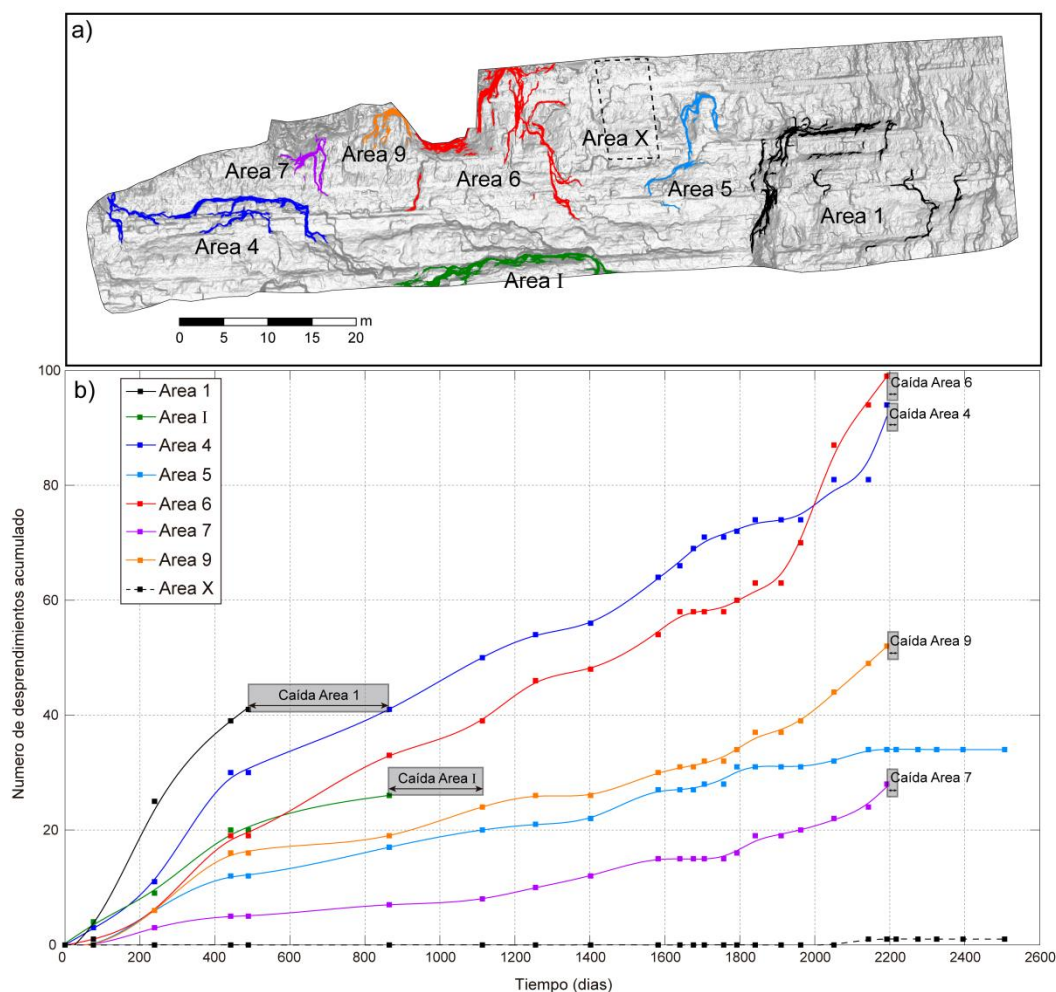 a)
Area X
Area 9
Area 7
Area 6
Area 5
Area 4
Area 1
Area I
m
0 5 10 15 20
b)
100
80
60
40
20
0
Numero de desprendimientos acumulado
Area 1
Area I
Area 4
Area 5
Area 6
Area 7
Area 9
Area X
Caída Area 6
Caída Area 4
Caída Area 9
Caída Area 1
Caída Area I
Caída Area 7
0 200 400 600 800 1000 1200 1400 1600 1800 2000 2200 2400 2600
Tiempo (dias)